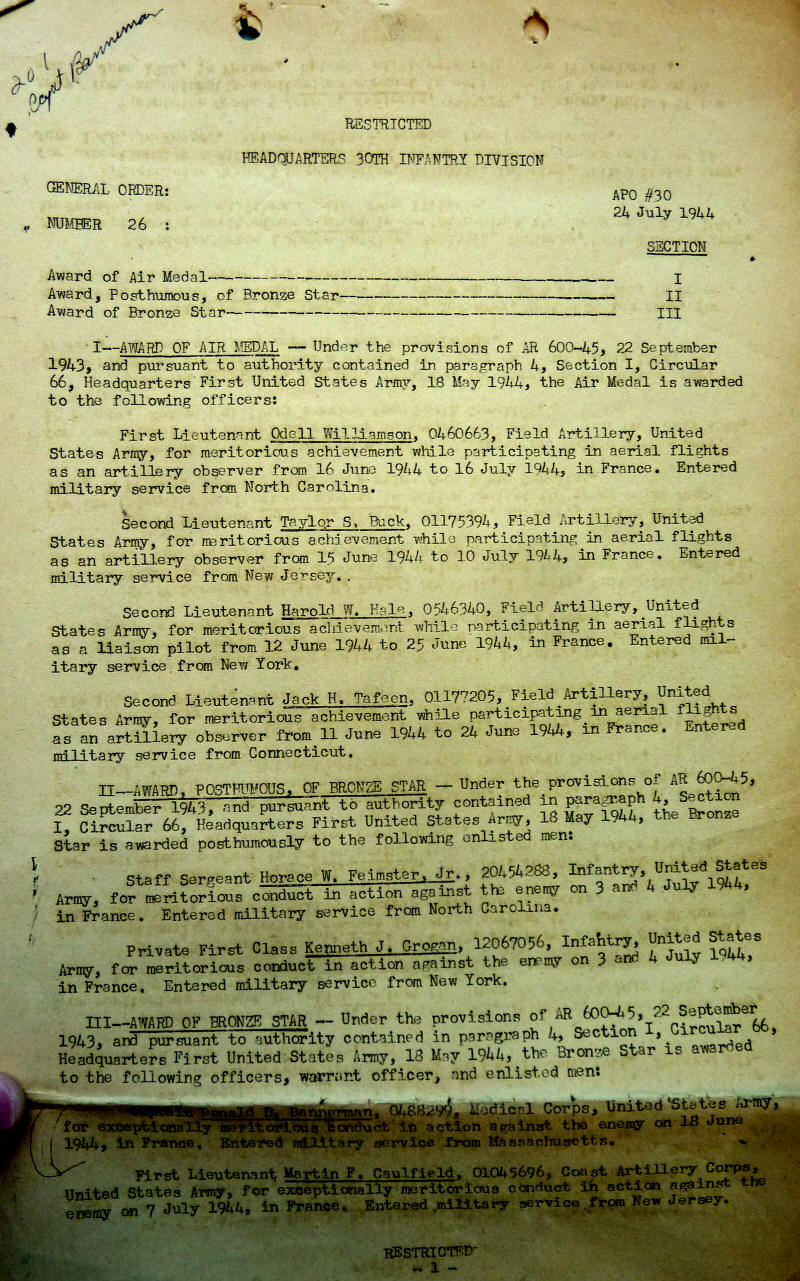 201
Capt Bannerman
RESTRICTED
HEADQUARTERS 30TH INFANTRY DIVISION
GENERAL ORDER:
APO #30
24 July 1944
NUMBER 26 :
SECTION
Award of Air Medal-------------------------------------------- I
Award, Posthumous, of Bronze Star----------------------------- II
Award of Bronze Star------------------------------------------ III
I--AWARD OF AIR MEDAL -- Under the provisions of AR 600-45, 22 September
1943, and pursuant to authority contained in paragraph 4, Section I, Circular
66, Headquarters First United States Army, 18 May 1944, the Air Medal is awarded
to the following officers:
First Lieutenant Odell Williamson, O460663, Field Artillery, United
States Army, for meritorious achievement while participating in aerial flights
as an artillery observer from 16 June 1944 to 16 July 1944, in France. Entered
military service from North Carolina.
Second Lieutenant Taylor S. Buck, O1175394, Field Artillery, United
States Army, for meritorious achievement while participating in aerial flights
as an artillery observer from 15 June 1944 to 10 July 1944, in France. Entered
military service from New Jersey..
Second Lieutenant Harold W. Hale, O546340, Field Artillery, United
States Army, for meritorious achievement while participating in aerial flights
as a liaison pilot from 12 June 1944 to 25 June 1944, in France. Entered mil-
itary service from New York.
Second Lieutenant Jack H. Tafeen, O1177205, Field Artillery, United
States Army, for meritorious achievement while participating in aerial flights
as an artillery observer from 11 June 1944 to 24 June 1944, in France. Entered
military service from Connecticut.
II--AWARD, POSTHUMOUS, OF BRONZE STAR -- Under the provisions of AR 600-45,
22 September 1943, and pursuant to authority contained in paragraph 4, Section
I, Circular 66, Headquarters First United States Army, 18 May 1944, the Bronze
Star is awarded posthumously to the following enlisted men:
Staff Sergeant Horace W. Feimster, Jr., 20454288, Infantry, United States
Army, for meritorious conduct in action against the enemy on 3 and 4 July 1944,
in France. Entered military service from North Carolina.
Private First Class Kenneth J. Grogan, 12067056, Infantry, United States
Army, for meritorious conduct in action against the enemy on 3 and 4 July 1944,
in France. Entered military service from New York.
III--AWARD OF BRONZE STAR -- Under the provisions of AR 600-45, 22 September
1943, and pursuant to authority contained in paragraph 4, Section I, Circular 66,
Headquarters First United States Army, 18 May 1944, the Bronze Star is awarded
to the following officers, warrant officer, and enlisted men:
Captain Donald D. Bannerman, O488299, Medical Corps, United States Army,
for exceptionally meritorious conduct in action against the enemy on 18 June
1944, in France. Entered military service from Massachusetts.
First Lieutenant Martin F. Caulfield, O1045696, Coast Artillery Corps,
United States Army, for exceptionally meritorious conduct in action against the
enemy on 7 July 1944, in France. Entered military service from New Jersey.
RESTRICTED
- 1 -